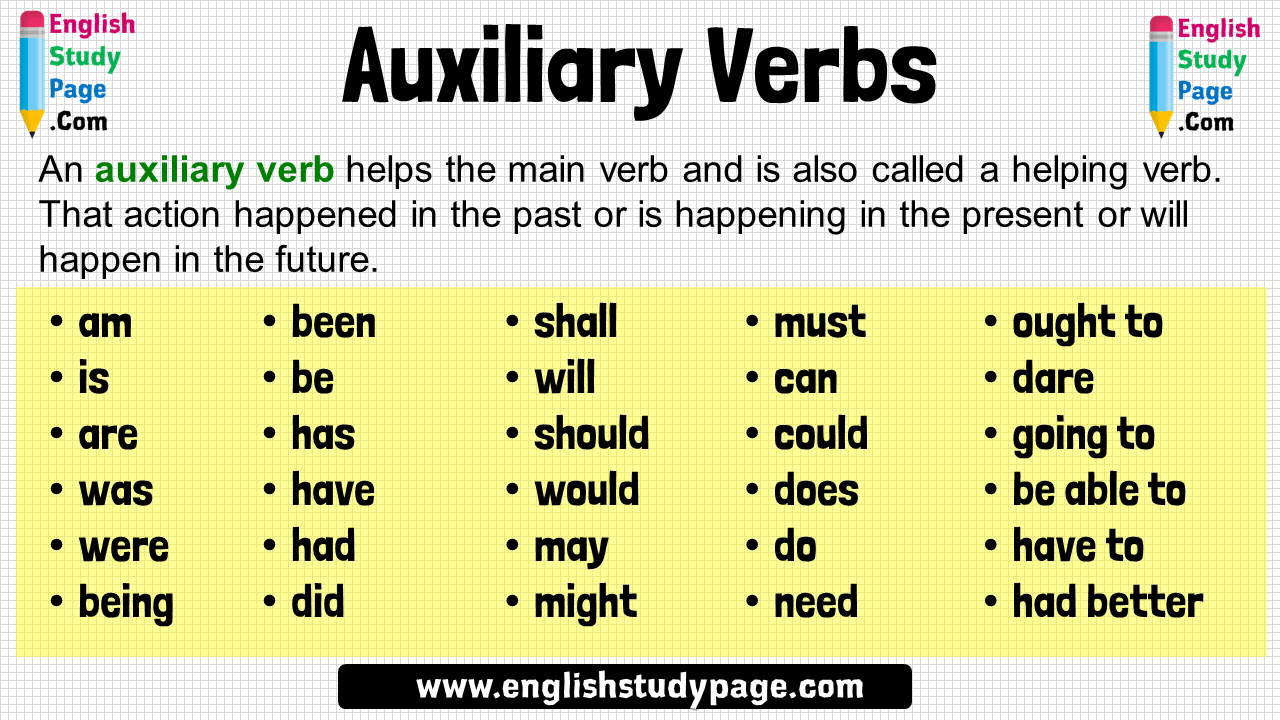 English
Study
Page
.Com
Auxiliary Verbs
English
Study
Page
.Com
An auxiliary verb helps the main verb and is also called a helping verb.
That action happened in the past or is happening in the present or will
happen in the future.
• am
• is
• are
• was
• were
• being
• been
• be
• has
• have
• had
• did
• shall
• will
• should
• would
• may
• might
• must
• can
• could
• does
• do
• need
• ought to
• dare
• going to
• be able to
• have to
• had better
www.englishstudypage.com